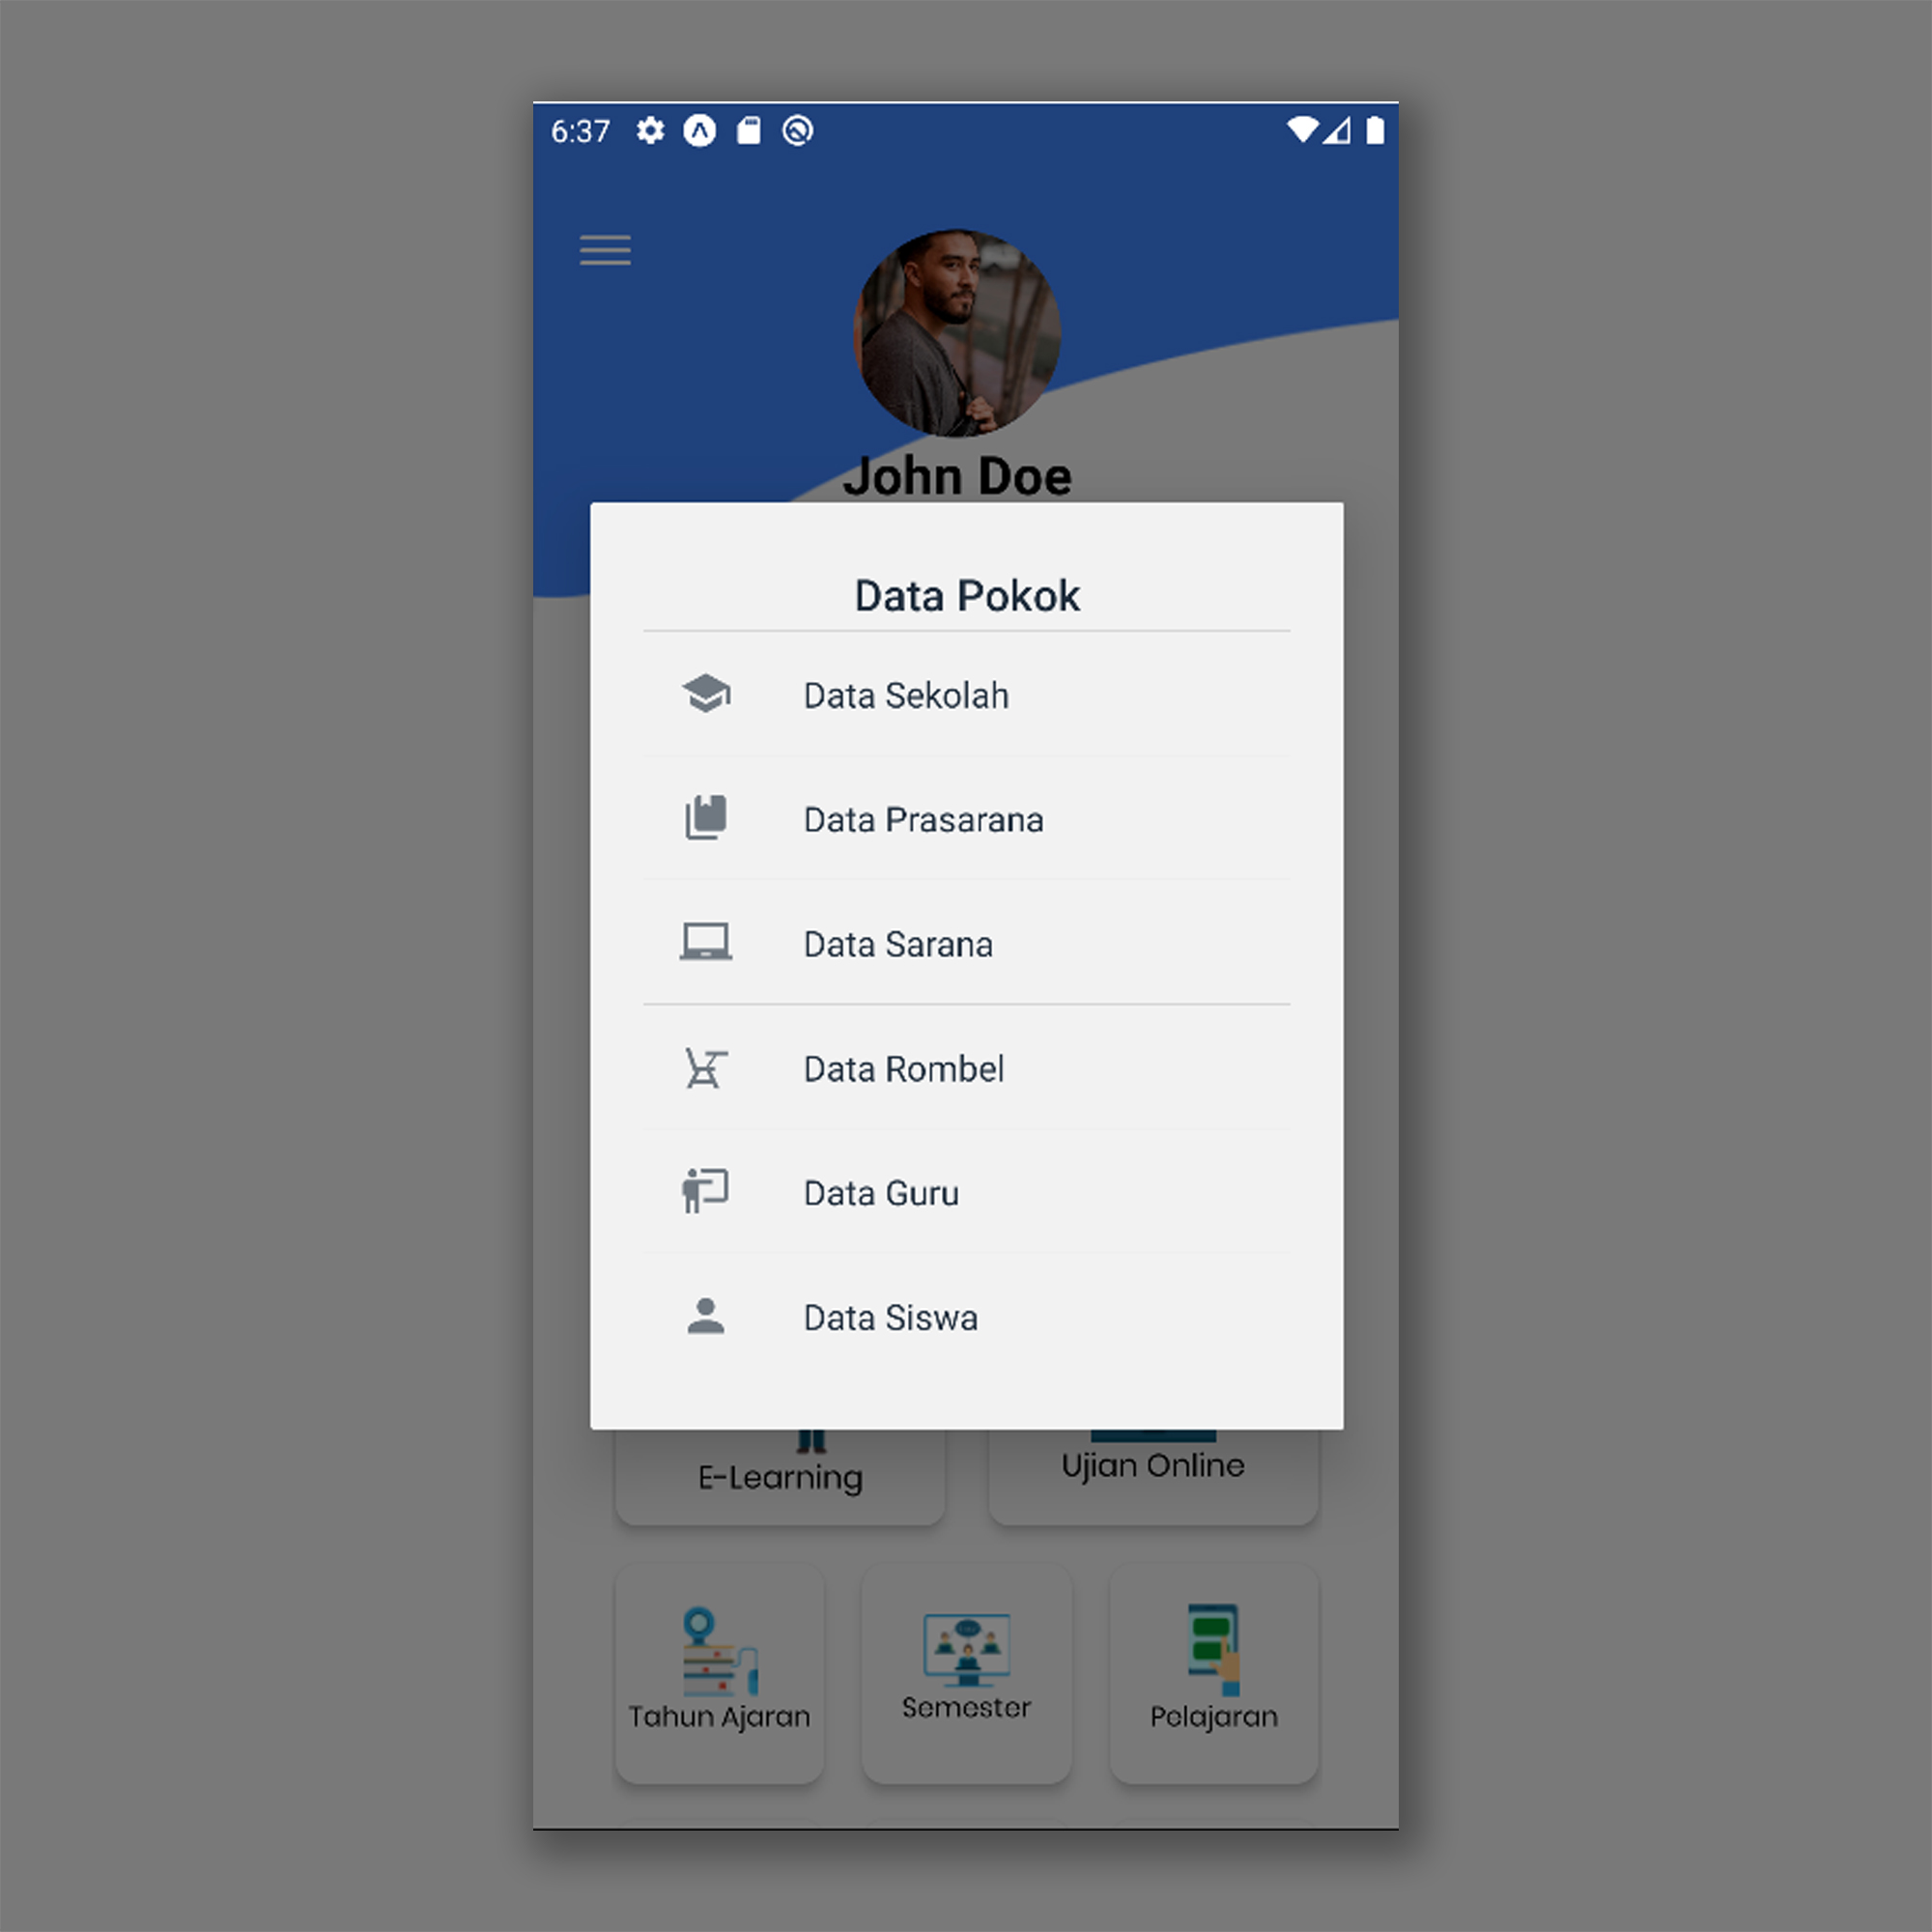 6:37
John Doe
Data Pokok
Data Sekolah
Data Prasarana
Data Sarana
Data Rombel
Data Guru
Data Siswa
E-Learning
Ujian Online
Tahun Ajaran
Semester
Pelajaran